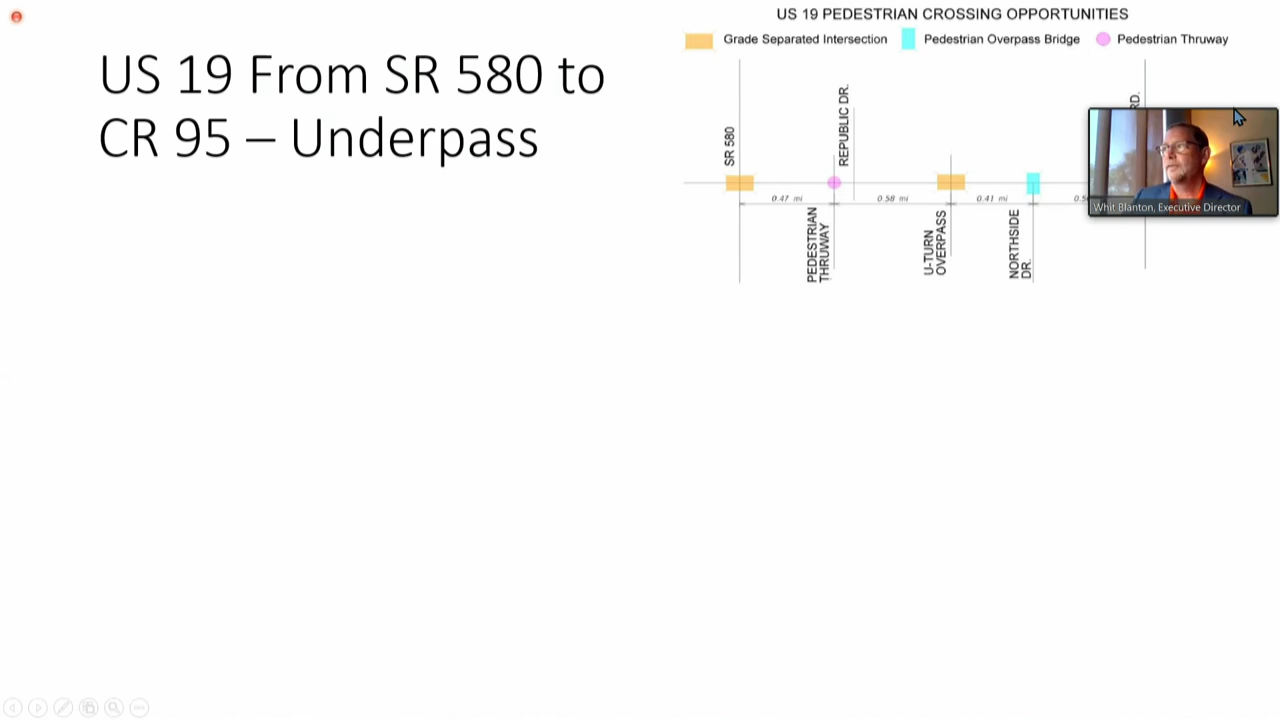 US 19 From SR 580 to
CR 95 – Underpass
US 19 PEDESTRIAN CROSSING OPPORTUNITIES
Grade Separated Intersection
Pedestrian Overpass Bridge
Pedestrian Thruway
SR 580
REPUBLIC DR.
RD.
0.47 mi
0.58 mi
0.41 mi
PEDESTRIAN
THRUWAY
U-TURN
OVERPASS
NORTHSIDE
DR.
Whit Blanton, Executive Director